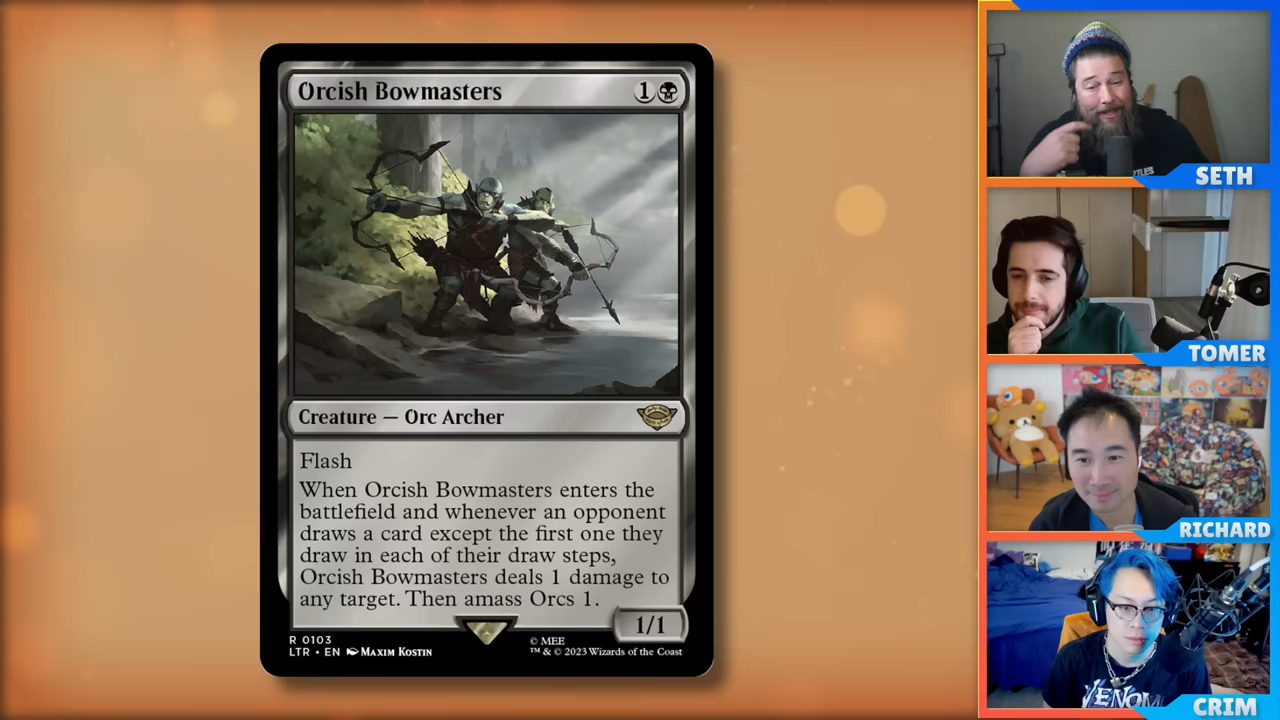 Orcish Bowmasters
1
Creature — Orc Archer
Flash
When Orcish Bowmasters enters the
battlefield and whenever an opponent
draws a card except the first one they
draw in each of their draw steps,
Orcish Bowmasters deals 1 damage to
any target. Then amass Orcs 1.
1/1
R 0103
LTR • EN MAXIM KOSTIN
© MEE
™ & © 2023 Wizards of the Coast
SETH
TOMER
RICHARD
VENOM
CRIM